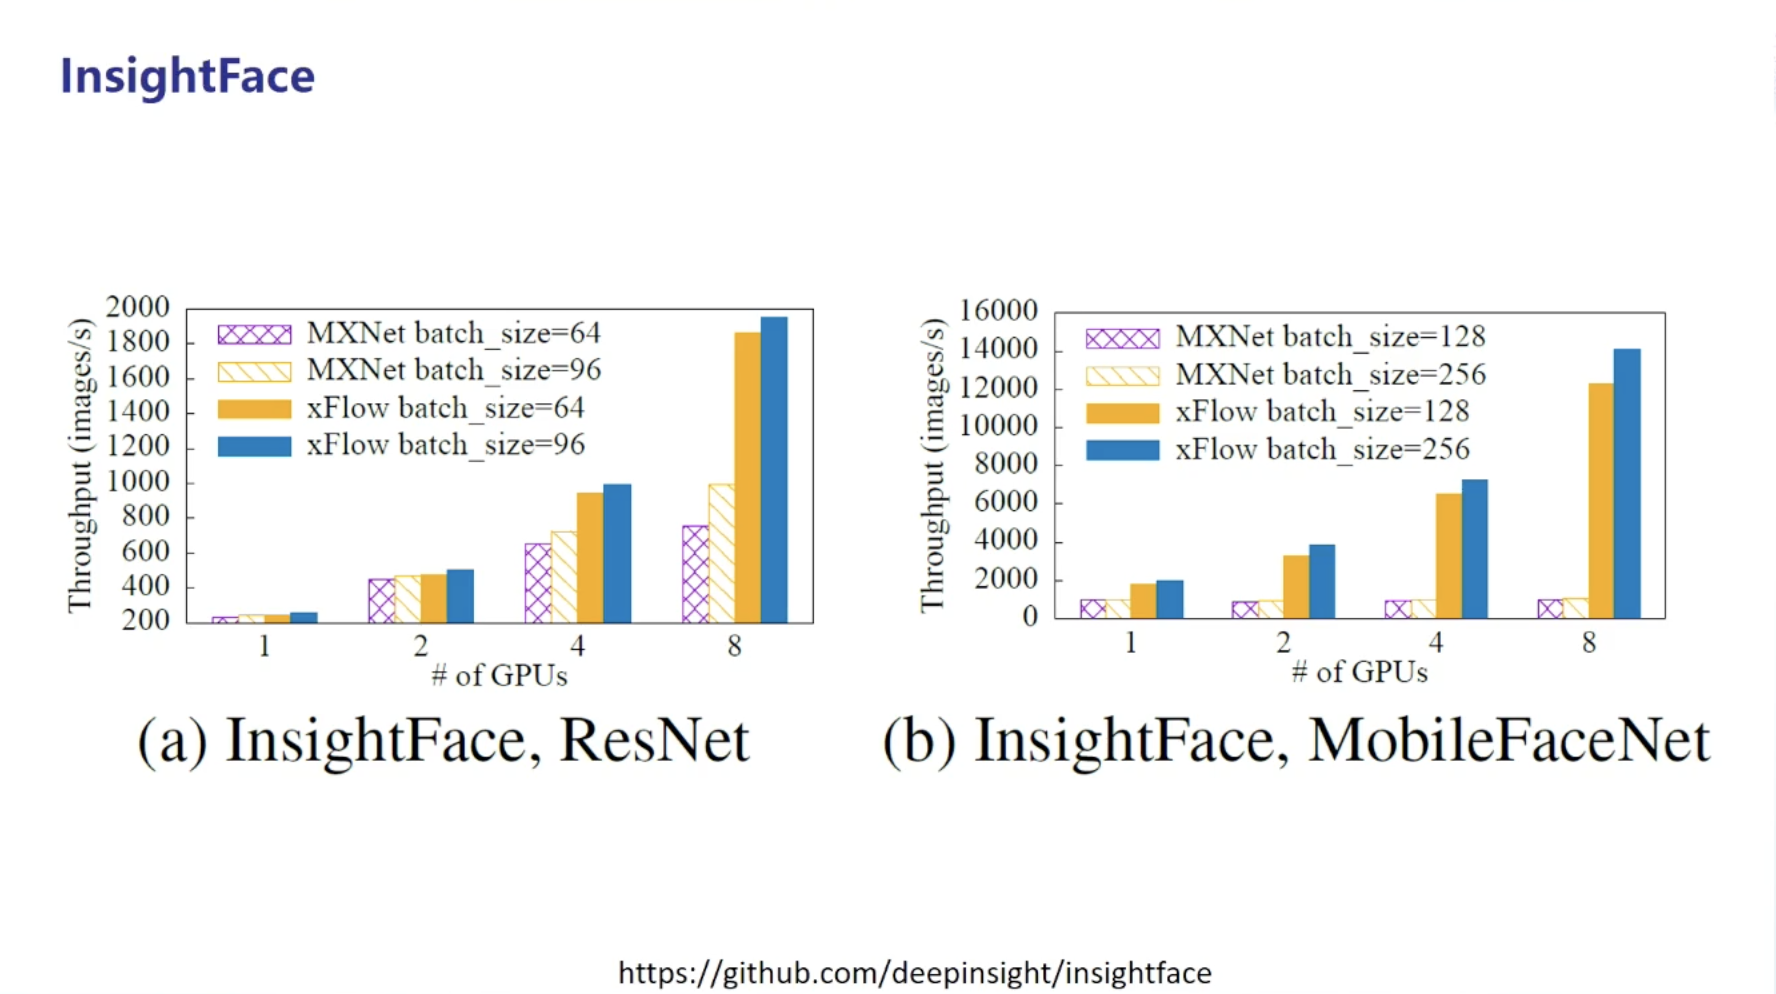 InsightFace
Throughput (images/s)
2000
1800
1600
1400
1200
1000
800
600
400
200
MXNet batch_size=64
MXNet batch_size=96
xFlow batch_size=64
xFlow batch_size=96
1 2 4 8
# of GPUs
(a) InsightFace, ResNet
Throughput (images/s)
16000
14000
12000
10000
8000
6000
4000
2000
0
MXNet batch_size=128
MXNet batch_size=256
xFlow batch_size=128
xFlow batch_size=256
1 2 4 8
# of GPUs
(b) InsightFace, MobileFaceNet
https://github.com/deepinsight/insightface